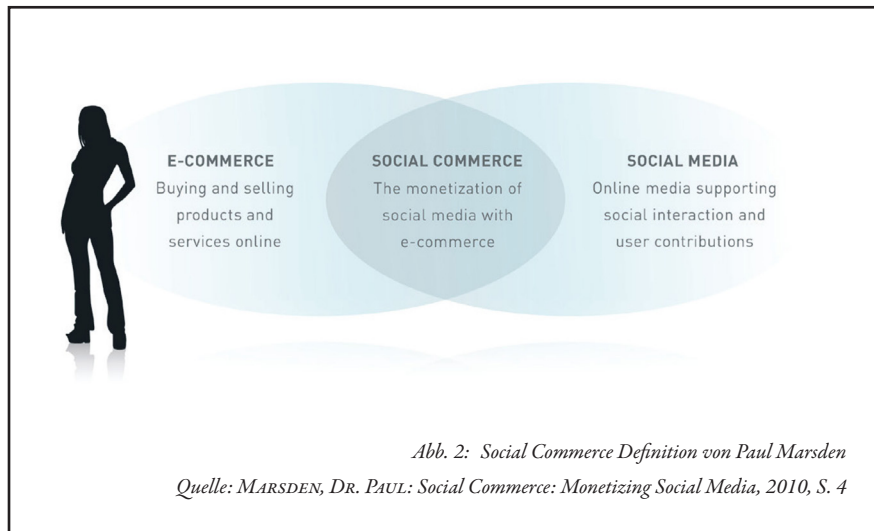 E-COMMERCE
Buying and selling
products and
services online
SOCIAL COMMERCE
The monetization of
social media with
e-commerce
SOCIAL MEDIA
Online media supporting
social interaction and
user contributions
Abb. 2: Social Commerce Definition von Paul Marsden
Quelle: MARSDEN, DR. PAUL: Social Commerce: Monetizing Social Media, 2010, S. 4